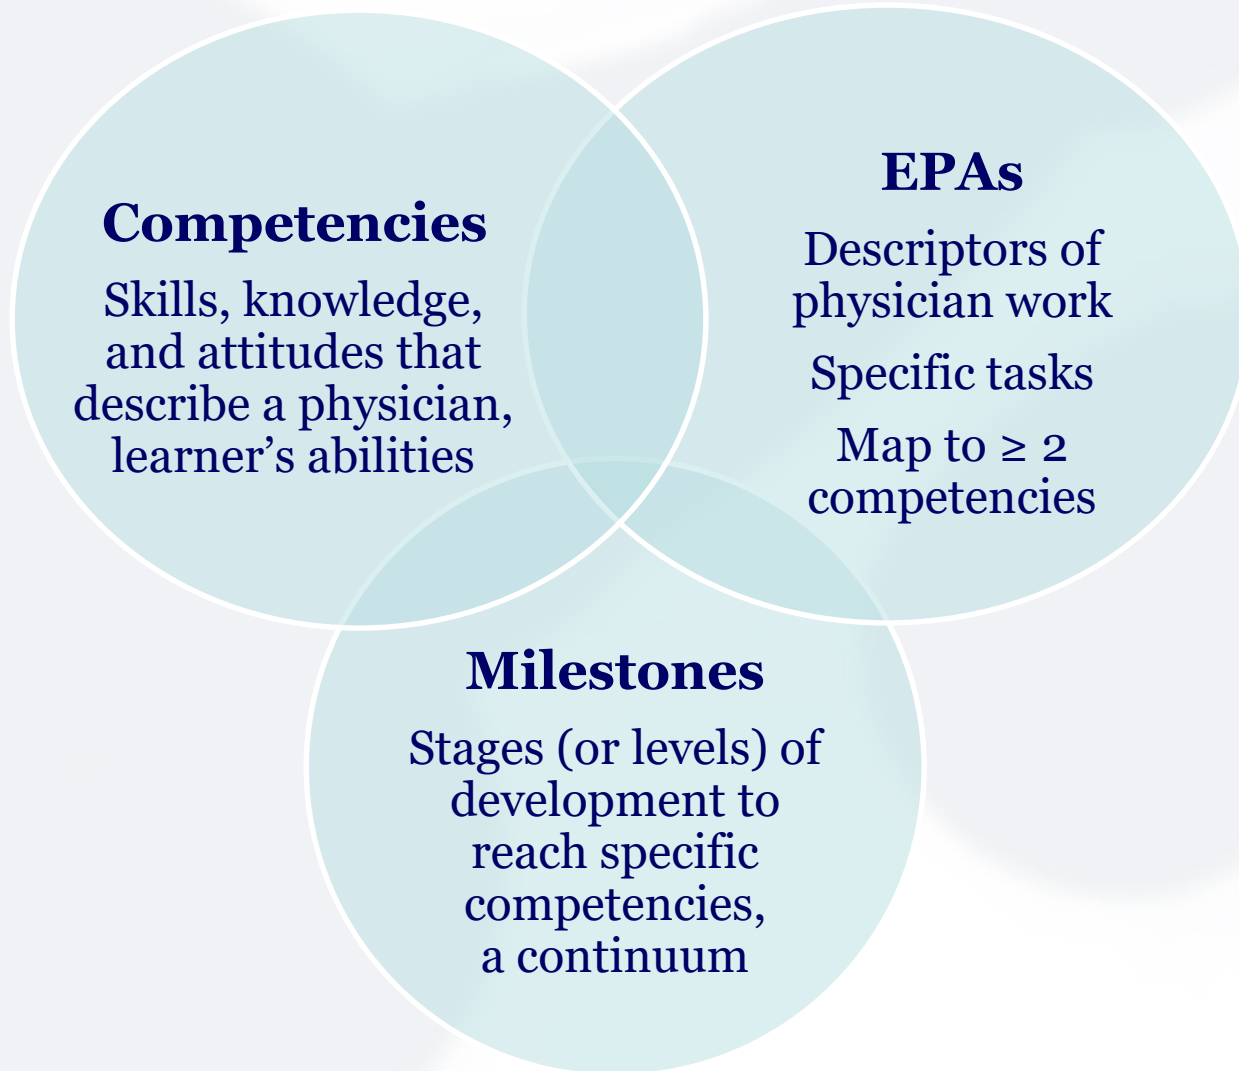 Competencies
Skills, knowledge,
and attitudes that
describe a physician,
learner’s abilities
EPAs
Descriptors of
physician work
Specific tasks
Map to ≥ 2
competencies
Milestones
Stages (or levels) of
development to
reach specific
competencies,
a continuum